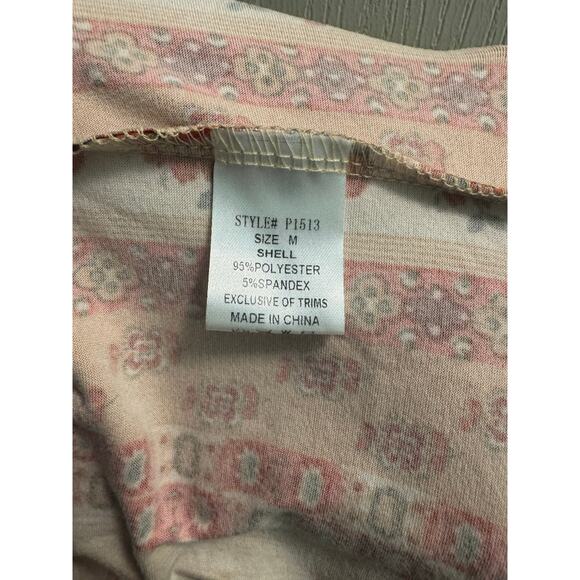 STYLE# P1513
SIZE M
SHELL
95%POLYESTER
5%SPANDEX
EXCLUSIVE OF TRIMS
MADE IN CHINA